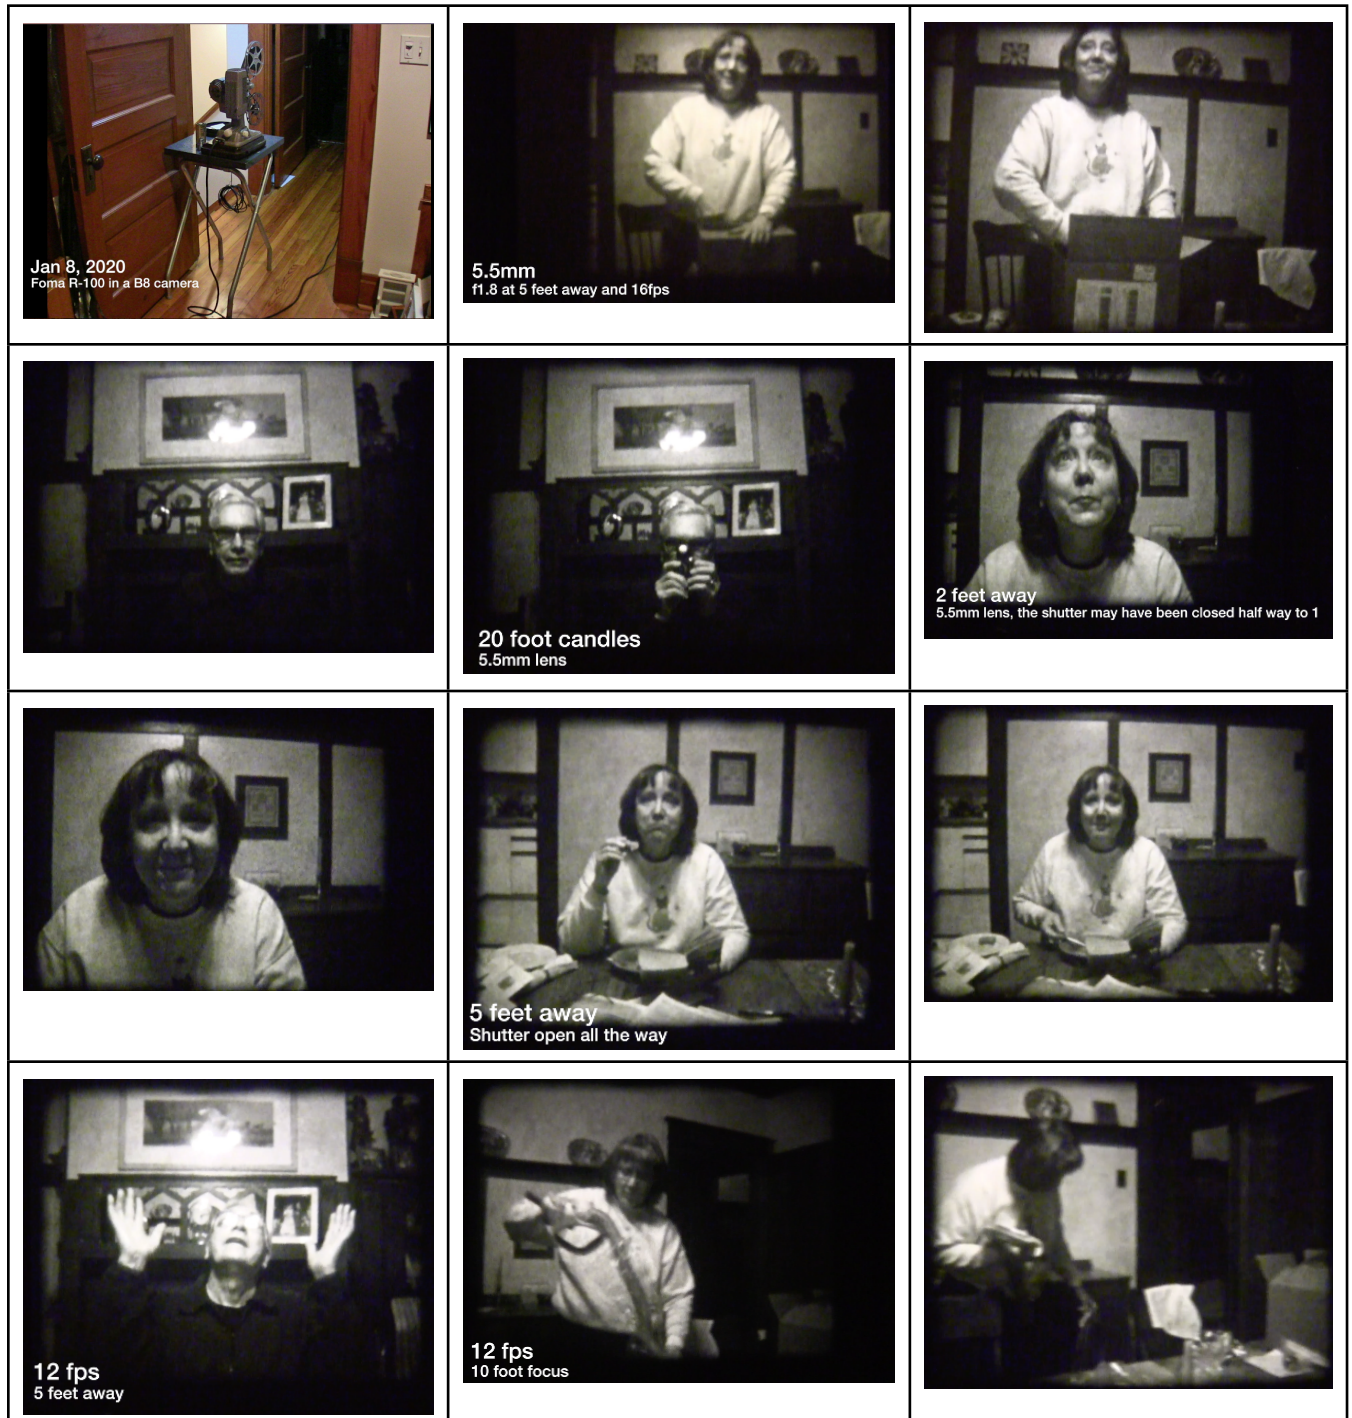 Jan 8, 2020
Foma R-100 in a B8 camera
5.5mm
f1.8 at 5 feet away and 16fps
20 foot candles
5.5mm lens
2 feet away
5.5mm lens, the shutter may have been closed half way to 1
5 feet away
Shutter open all the way
12 fps
5 feet away
12 fps
10 foot focus